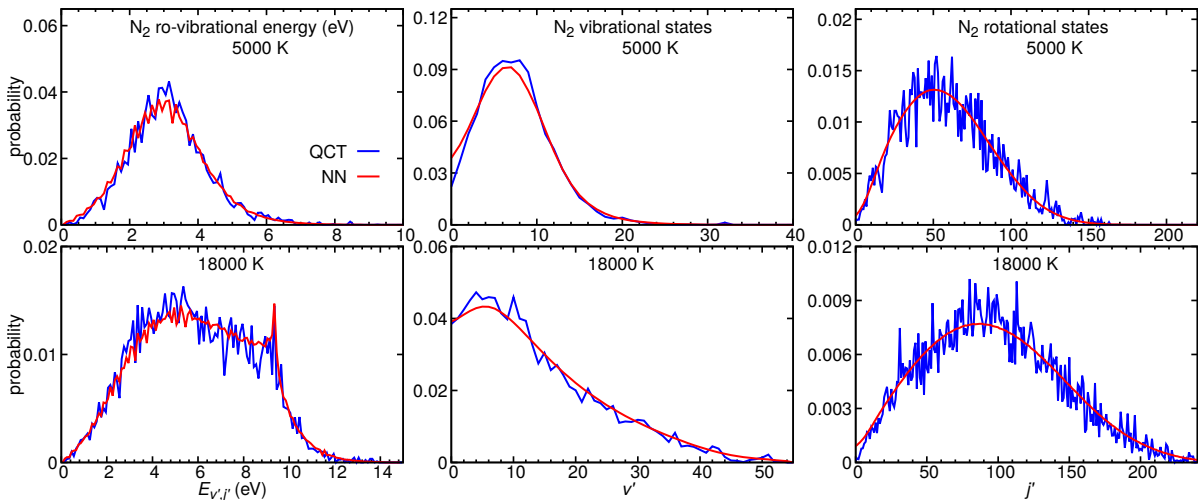 N2 ro-vibrational energy (eV)
5000 K
0.06
0.04
0.02
0
probability
QCT
NN
0 2 4 6 8 10
N2 vibrational states
5000 K
0.12
0.09
0.06
0.03
0.00
0 10 20 30 40
N2 rotational states
5000 K
0.02
0.015
0.01
0.005
0
0 50 100 150 200
18000 K
0.02
0.01
0
probability
0 2 4 6 8 10 12 14
Ev′,j′ (eV)
18000 K
0.06
0.04
0.02
0.00
0 10 20 30 40 50
v′
18000 K
0.012
0.009
0.006
0.003
0
0 50 100 150 200
j′